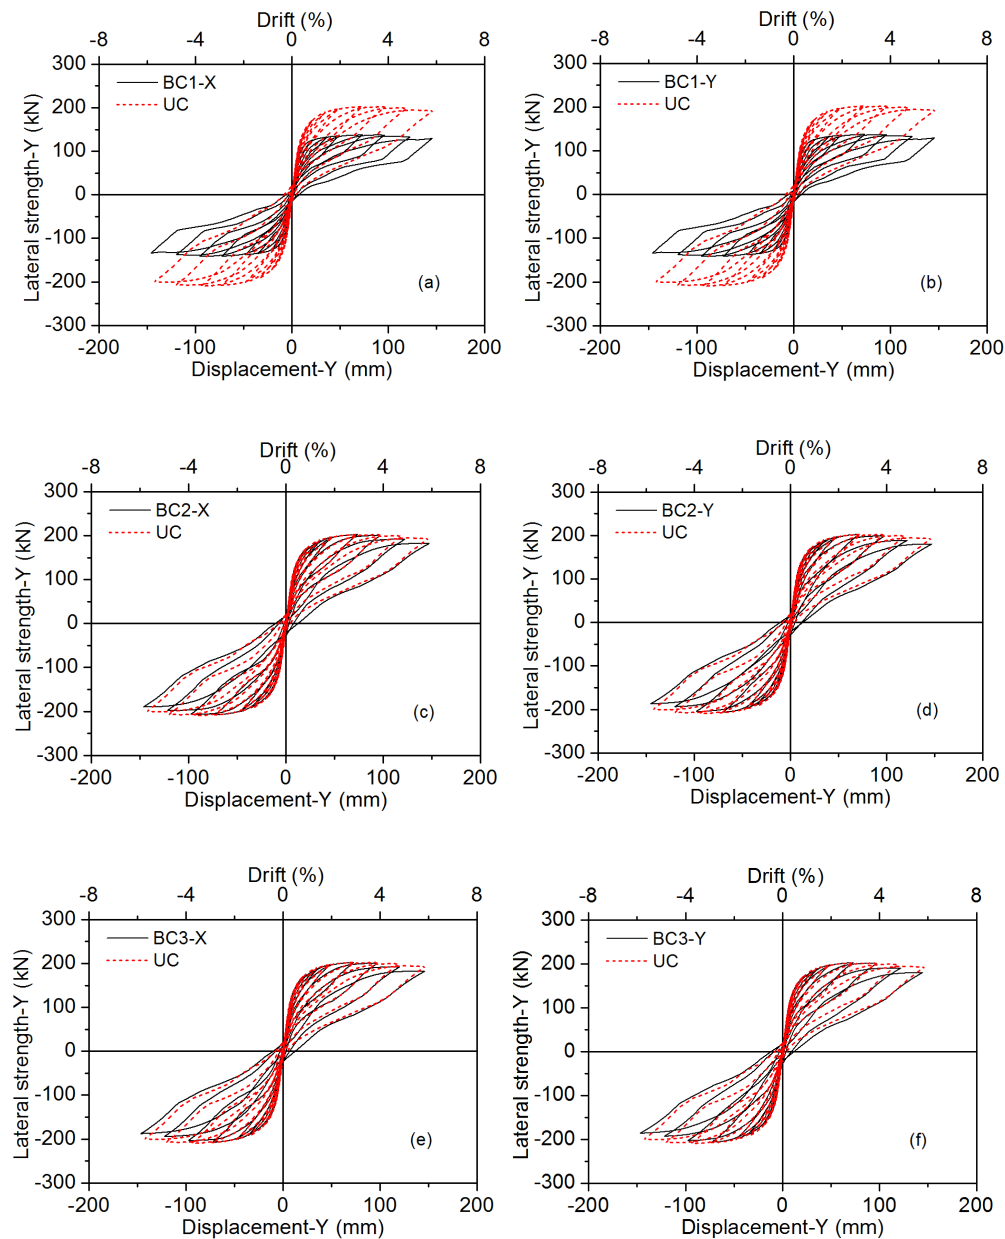 Drift (%)
-8 -4 0 4 8
300
200
100
0
-100
-200
-300
Lateral strength-Y (kN)
BC1-X
UC
(a)
-200 -100 0 100 200
Displacement-Y (mm)
Drift (%)
-8 -4 0 4 8
300
200
100
0
-100
-200
-300
Lateral strength-Y (kN)
BC1-Y
UC
(b)
-200 -100 0 100 200
Displacement-Y (mm)
Drift (%)
-8 -4 0 4 8
300
200
100
0
-100
-200
-300
Lateral strength-Y (kN)
BC2-X
UC
(c)
-200 -100 0 100 200
Displacement-Y (mm)
Drift (%)
-8 -4 0 4 8
300
200
100
0
-100
-200
-300
Lateral strength-Y (kN)
BC2-Y
UC
(d)
-200 -100 0 100 200
Displacement-Y (mm)
Drift (%)
-8 -4 0 4 8
300
200
100
0
-100
-200
-300
Lateral strength-Y (kN)
BC3-X
UC
(e)
-200 -100 0 100 200
Displacement-Y (mm)
Drift (%)
-8 -4 0 4 8
300
200
100
0
-100
-200
-300
Lateral strength-Y (kN)
BC3-Y
UC
(f)
-200 -100 0 100 200
Displacement-Y (mm)